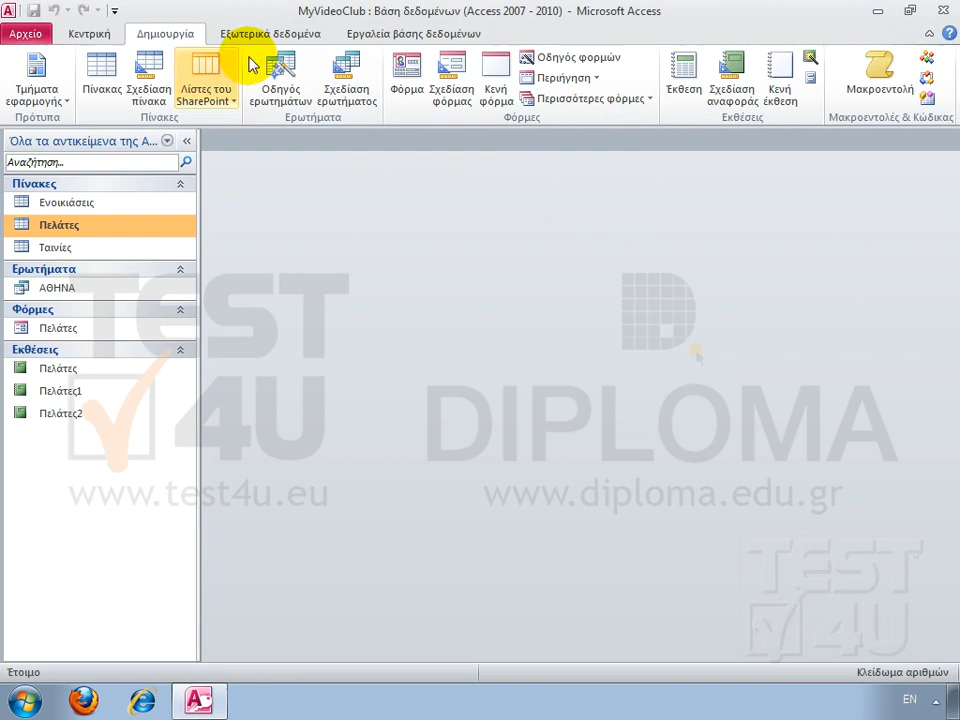 MyVideoClub : Βάση δεδομένων (Access 2007 - 2010) - Microsoft Access
Αρχείο Κεντρική Δημιουργία Εξωτερικά δεδομένα Εργαλεία βάσης δεδομένων
Τμήματα εφαρμογής
Πίνακας
Σχεδίαση πίνακα
Λίστες του SharePoint
Οδηγός ερωτημάτων
Σχεδίαση ερωτήματος
Φόρμα
Σχεδίαση φόρμας
Κενή φόρμα
Οδηγός φορμών
Περιήγηση
Περισσότερες φόρμες
Έκθεση
Σχεδίαση αναφοράς
Κενή έκθεση
Μακροεντολή
Πρότυπα Πίνακες Ερωτήματα Φόρμες Εκθέσεις Μακροεντολές & Κώδικας
Όλα τα αντικείμενα της A...
Αναζήτηση...
Πίνακες
Ενοικιάσεις
Πελάτες
Ταινίες
Ερωτήματα
ΑΘΗΝΑ
Φόρμες
Πελάτες
Εκθέσεις
Πελάτες
Πελάτες1
Πελάτες2
TEST
4U
www.test4u.eu
DIPLOMA
www.diploma.edu.gr
TEST
4U
Έτοιμο Κλείδωμα αριθμών
EN